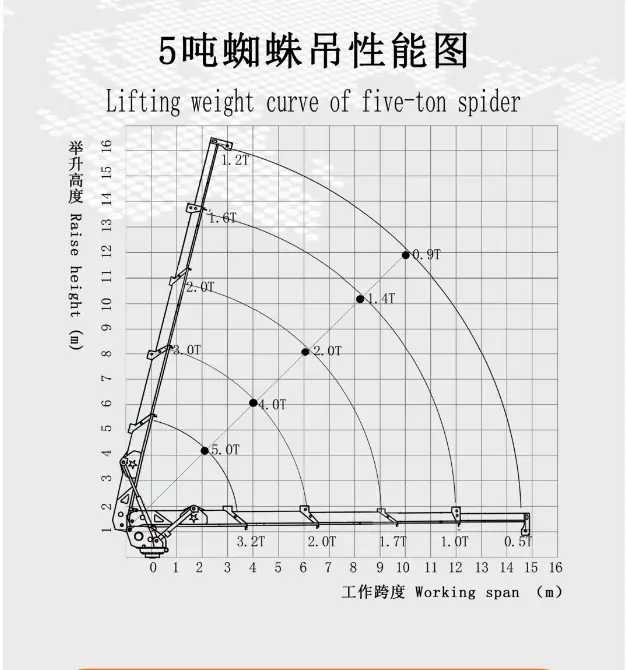 5吨蜘蛛吊性能图
Lifting weight curve of five-ton spider
举升高度 Raise height (m)
16
15
14
13
12
11
10
9
8
7
6
5
4
3
2
1
1.2T
1.6T
2.0T
3.0T
0.9T
1.4T
2.0T
4.0T
5.0T
3.2T 2.0T 1.7T 1.0T 0.5T
0 1 2 3 4 5 6 7 8 9 10 11 12 13 14 15 16
工作跨度 Working span （m）